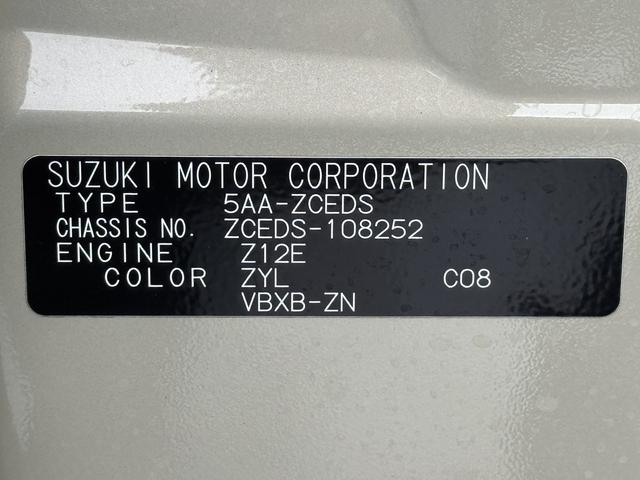 SUZUKI MOTOR CORPORATION
TYPE 5AA-ZCEDS
CHASSIS NO. ZCEDS-108252
ENGINE Z12E
COLOR ZYL C08
VBXB-ZN